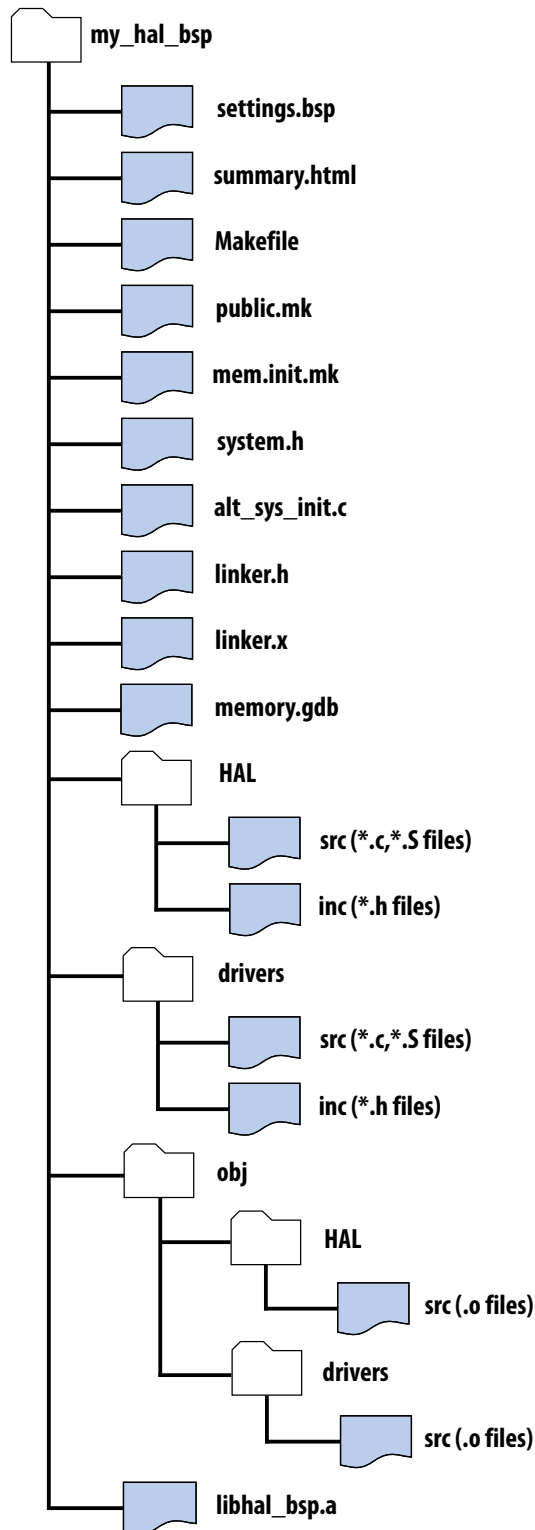 my_hal_bsp
settings.bsp
summary.html
Makefile
public.mk
mem.init.mk
system.h
alt_sys_init.c
linker.h
linker.x
memory.gdb
HAL
src (*.c,*.S files)
inc (*.h files)
drivers
src (*.c,*.S files)
inc (*.h files)
obj
HAL
src (.o files)
drivers
src (.o files)
libhal_bsp.a